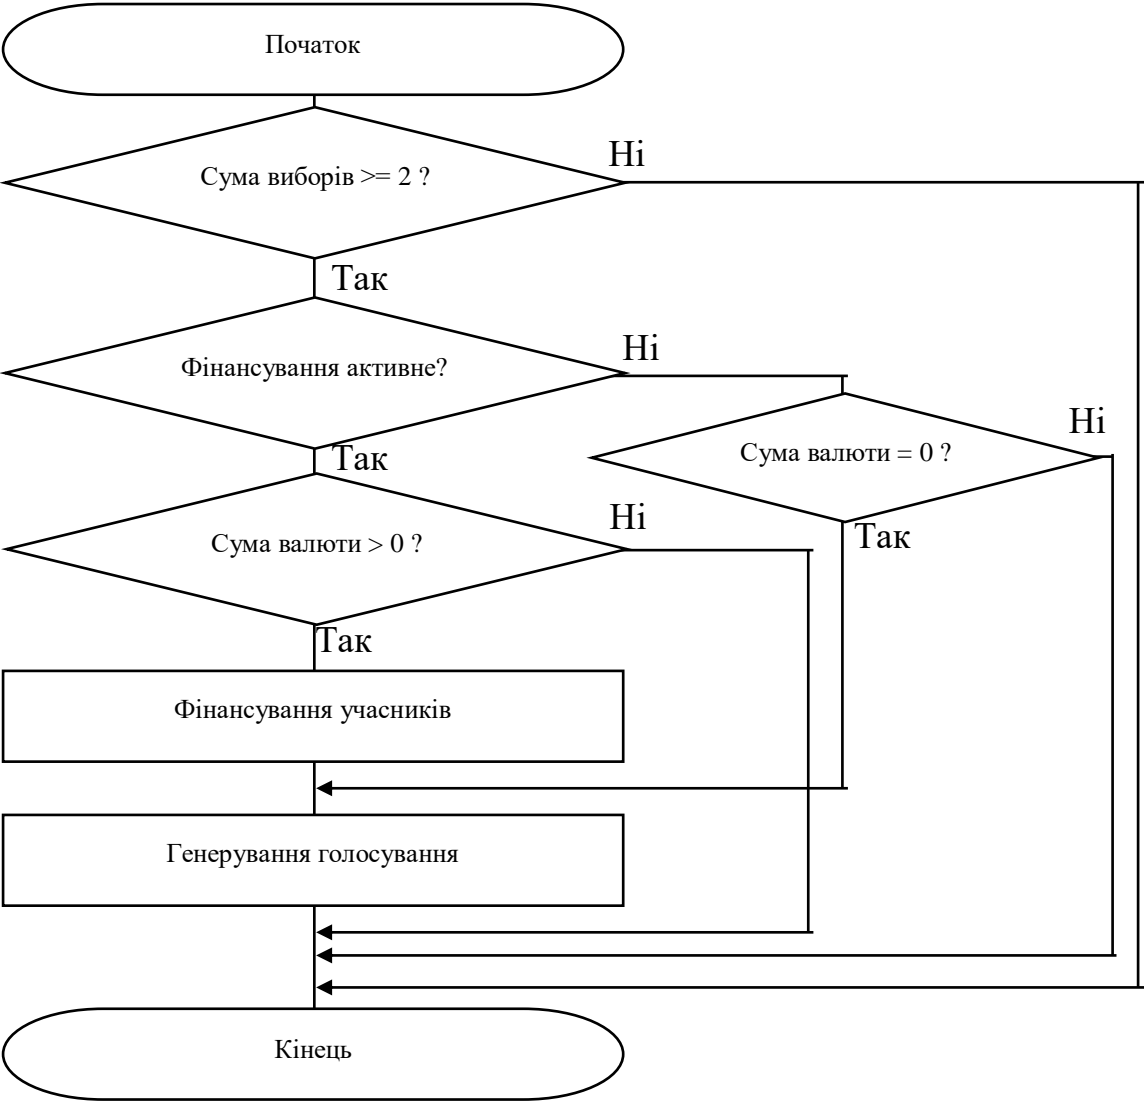 Початок
Ні
Сума виборів >= 2 ?
Так
Ні
Фінансування активне?
Ні
Так
Сума валюти = 0 ?
Ні
Сума валюти > 0 ?
Так
Так
Фінансування учасників
Генерування голосування
Кінець